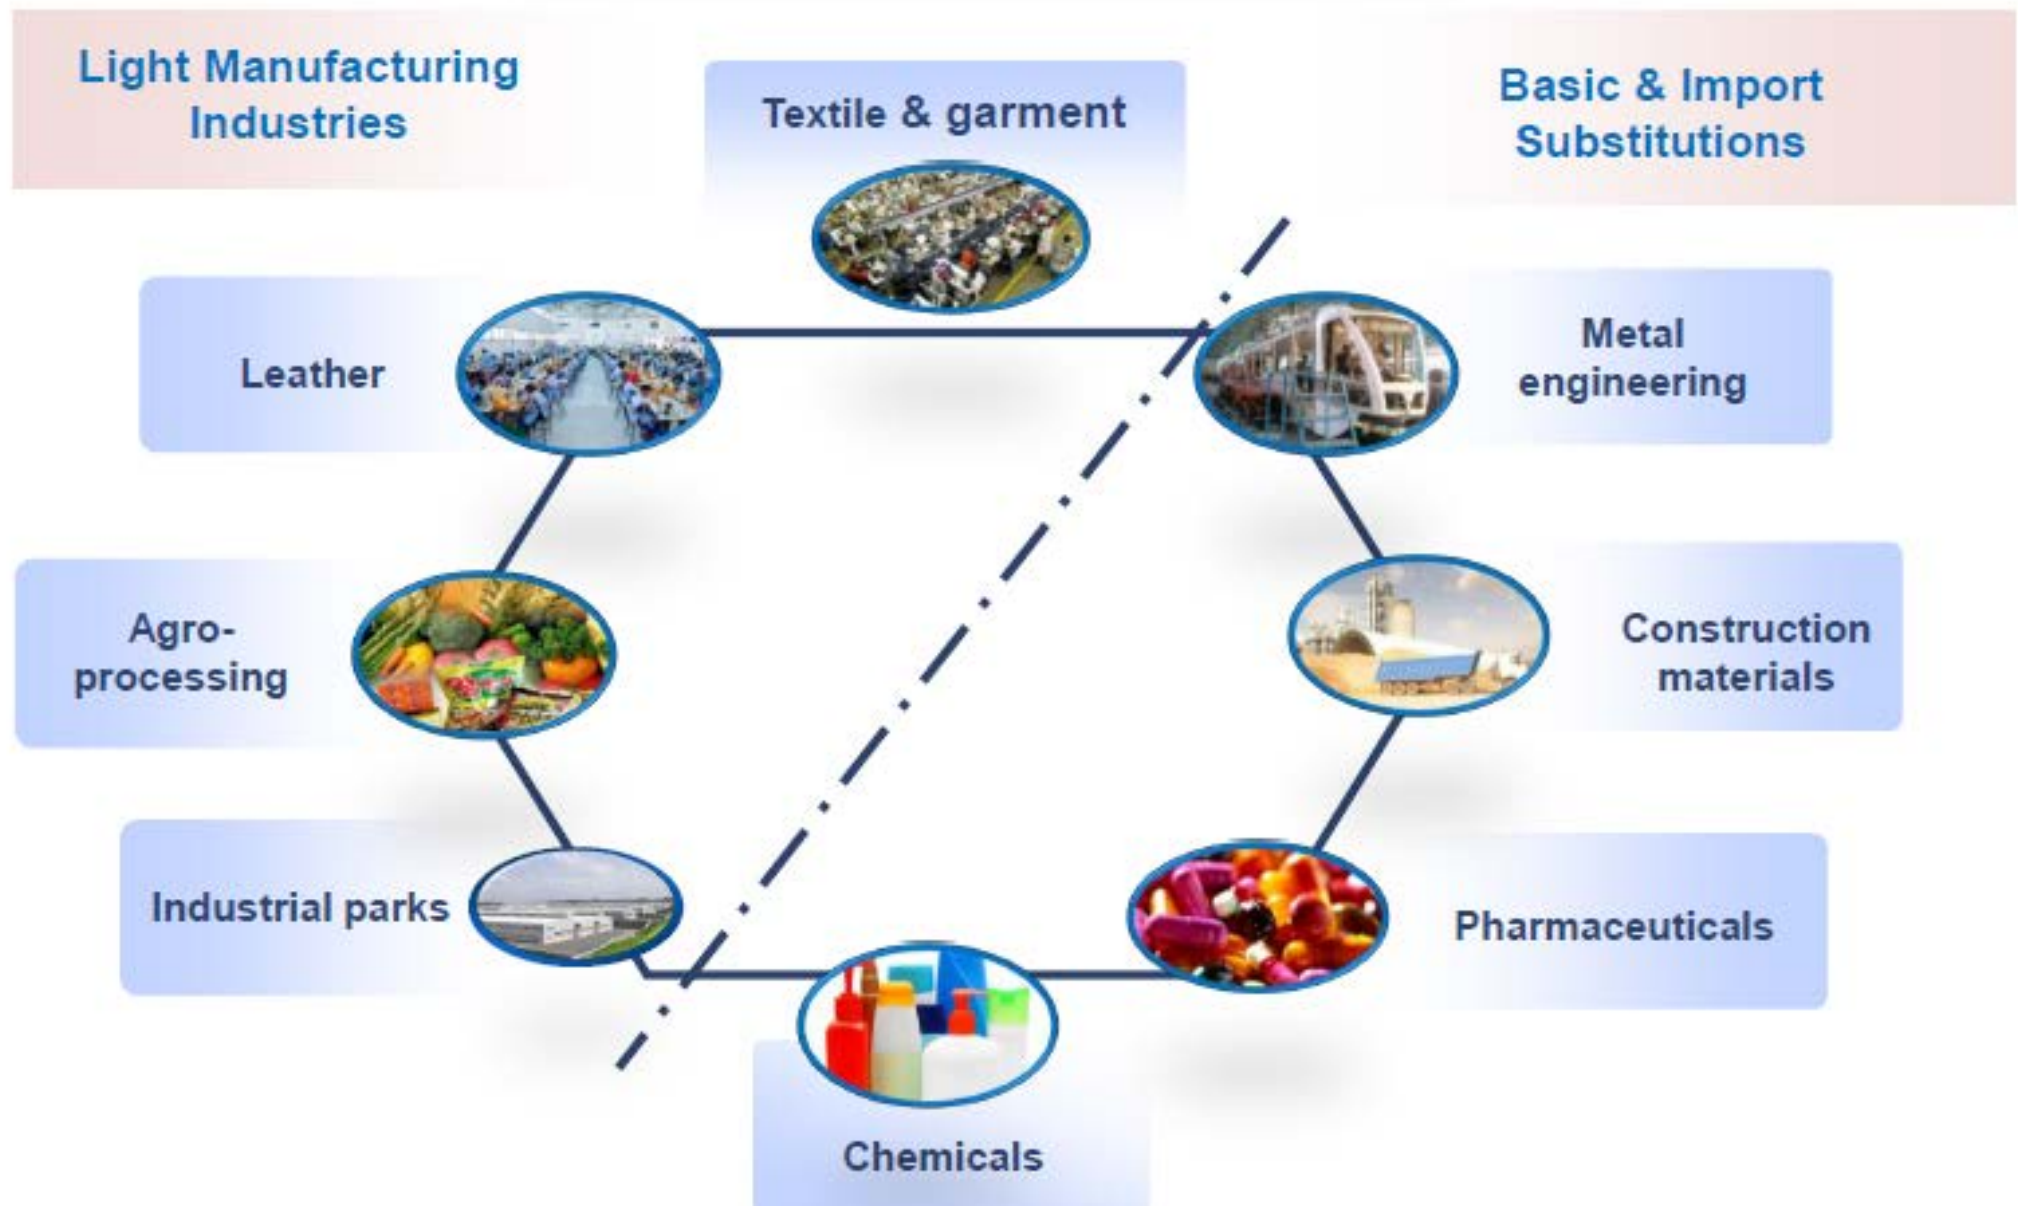 Light Manufacturing
Industries
Textile & garment
Basic & Import
Substitutions
Leather
Metal
engineering
Agro-
processing
Construction
materials
Industrial parks
Pharmaceuticals
Chemicals